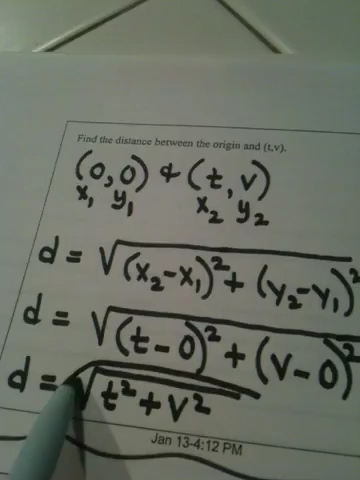 Find the distance between the origin and (t,v).
(0,0) & (t,v)
x₁ y₁ x₂ y₂
d = √(x₂-x₁)² + (y₂-y₁)²
d = √(t-0)² + (v-0)²
d = √t² + v²
Jan 13-4:12 PM